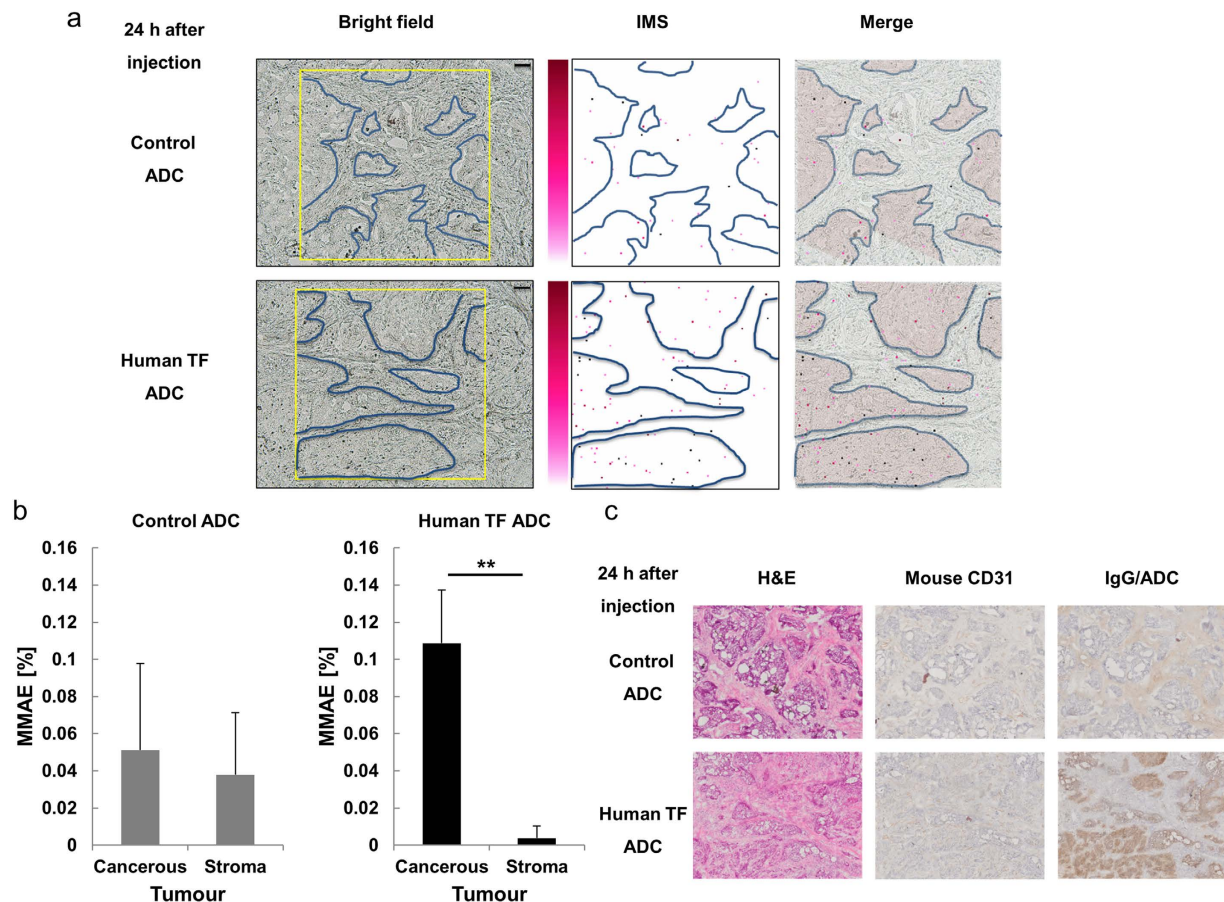 a
24 h after
injection
Bright field
IMS
Merge
Control
ADC
Human TF
ADC
b
Control ADC
MMAE [%]
0.16
0.14
0.12
0.1
0.08
0.06
0.04
0.02
0
Cancerous Stroma
Tumour
Human TF ADC
MMAE [%]
0.16
0.14
0.12
0.1
0.08
0.06
0.04
0.02
0
**
Cancerous Stroma
Tumour
c
24 h after
injection
H&E
Mouse CD31
IgG/ADC
Control
ADC
Human TF
ADC